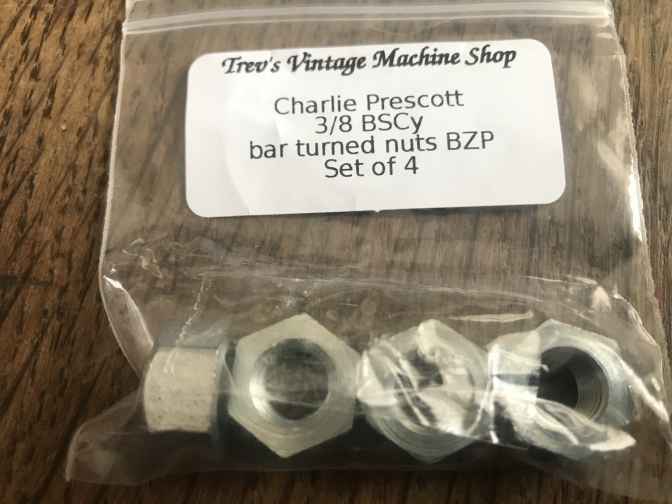 Trev's Vintage Machine Shop
Charlie Prescott
3/8 BSCy
bar turned nuts BZP
Set of 4